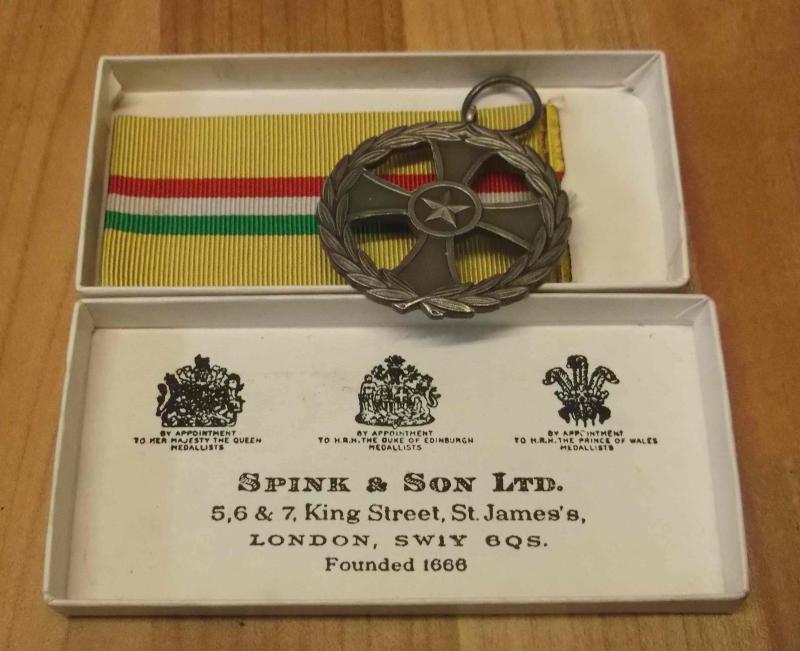 BY APPOINTMENT
TO HER MAJESTY THE QUEEN
MEDALLISTS
BY APPOINTMENT
TO H.R.H. THE DUKE OF EDINBURGH
MEDALLISTS
BY APPOINTMENT
TO H.R.H. THE PRINCE OF WALES
MEDALLISTS
SPINK & SON LTD.
5,6 & 7, King Street, St. James's,
LONDON, SW1Y 6QS.
Founded 1666